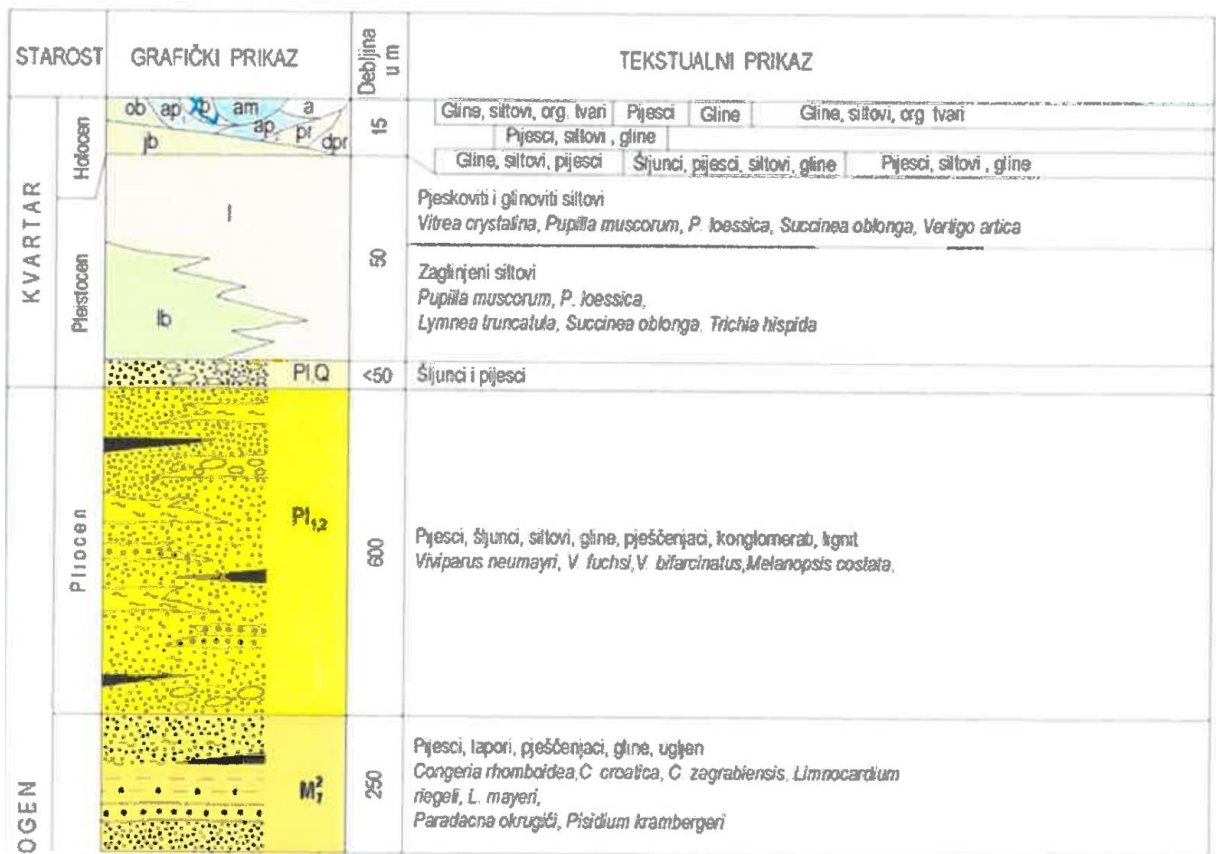 STAROST GRAFIČKI PRIKAZ Debljina u m TEKSTUALNI PRIKAZ
KVARTAR
Holocen
ob ap am a
ap pr dpr
jb
15
Gline, siltovi, org. tvari Pijesci Gline Gline, siltovi, org tvari
Pijesci, siltovi, gline
Gline, siltovi, pijesci Šljunci, pijesci, siltovi, gline Pijesci, siltovi, gline
Pleistocen
l
50
Pjeskoviti i glinoviti siltovi
Vitrea crystalina, Pupilla muscorum, P. loessica, Succinea oblonga, Vertigo artica
lb
Zaglinjeni siltovi
Pupilla muscorum, P. loessica,
Lymnea truncatula, Succinea oblonga, Trichia hispida
Pl,Q <50 Šljunci i pijesci
OGEN
Pliocen
Pl1,2
600
Pijesci, šljunci, siltovi, gline, pješčenjaci, konglomerati, lignit
Viviparus neumayri, V. fuchsi, V. bifarcinatus, Melanopsis costata,
M 2 7
250
Pijesci, lapori, pješčenjaci, gline, ugljen
Congeria rhomboidea, C. croatica, C. zagrabiensis, Limnocardium
riegeli, L. mayeri,
Paradacna okrugiči, Pisidium krambergeri